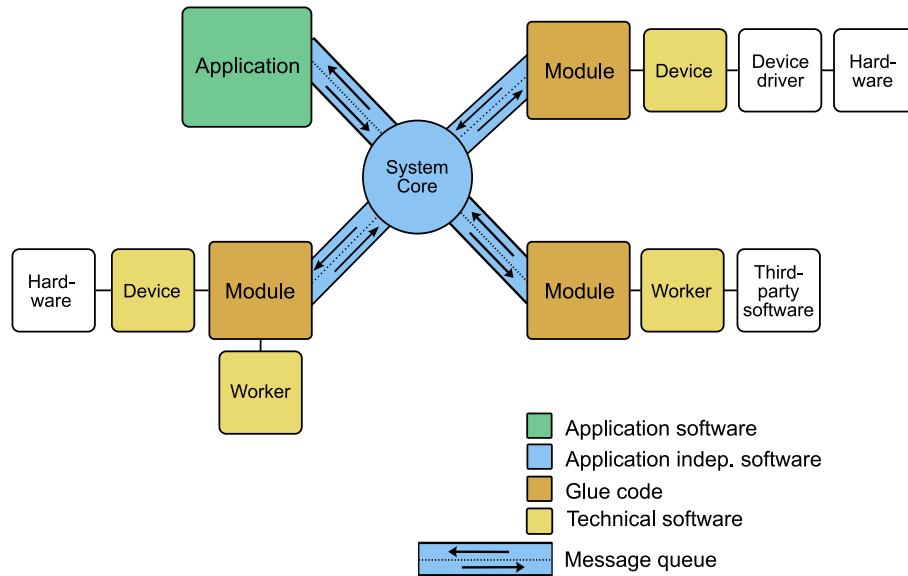 Application
Module
Device
Device
driver
Hard-
ware
System
Core
Hard-
ware
Device
Module
Worker
Module
Worker
Third-
party
software
Application software
Application indep. software
Glue code
Technical software
Message queue